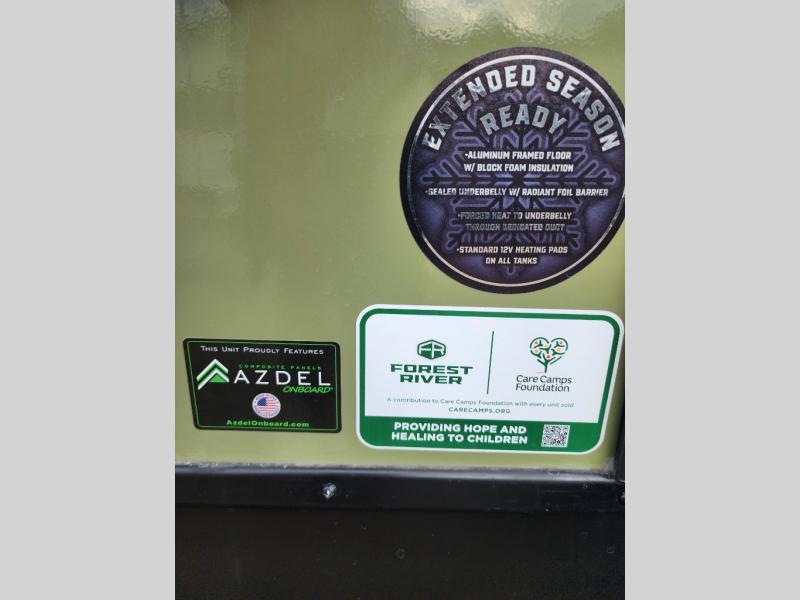 EXTENDED SEASON
READY
•ALUMINUM FRAMED FLOOR
W/ BLOCK FOAM INSULATION
•SEALED UNDERBELLY W/ RADIANT FOIL BARRIER
•FORCED HEAT TO UNDERBELLY
THROUGH DEDICATED DUCT
•STANDARD 12V HEATING PADS
ON ALL TANKS
THIS UNIT PROUDLY FEATURES
COMPOSITE PANELS
AZDEL
ONBOARD®
AzdelOnboard.com
FR
FOREST
RIVER
Care Camps
Foundation
A contribution to Care Camps Foundation with every unit sold
CARECAMPS.ORG
PROVIDING HOPE AND
HEALING TO CHILDREN